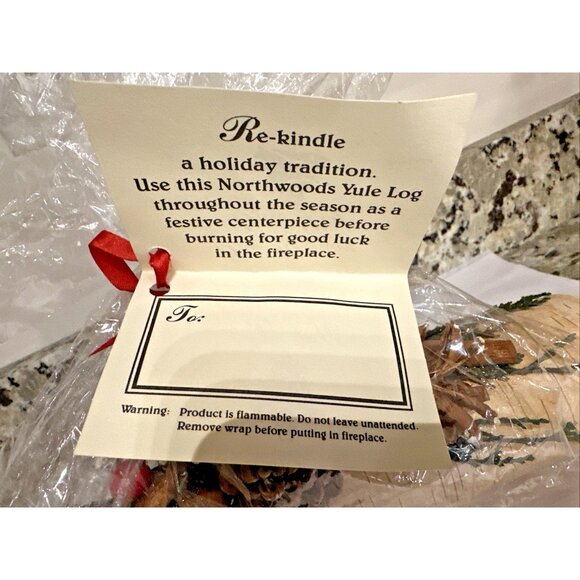 Re-kindle
a holiday tradition.
Use this Northwoods Yule Log
throughout the season as a
festive centerpiece before
burning for good luck
in the fireplace.
To:
Warning: Product is flammable. Do not leave unattended.
Remove wrap before putting in fireplace.